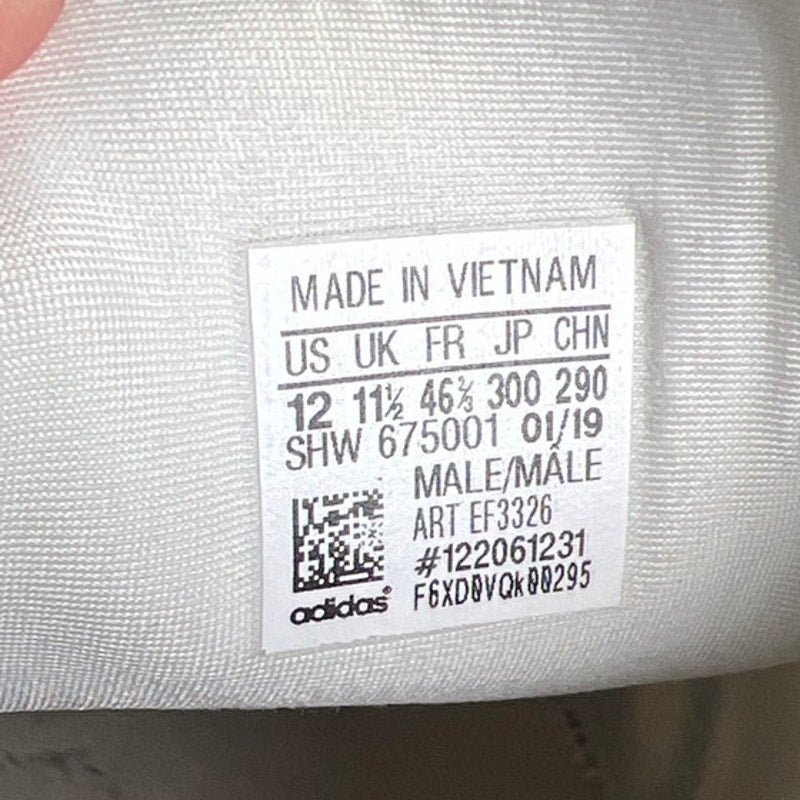 MADE IN VIETNAM
US UK FR JP CHN
12 11½ 46⅔ 300 290
SHW 675001 01/19
MALE/MÂLE
ART EF3326
#122061231
F6XD0VQk00295
adidas®